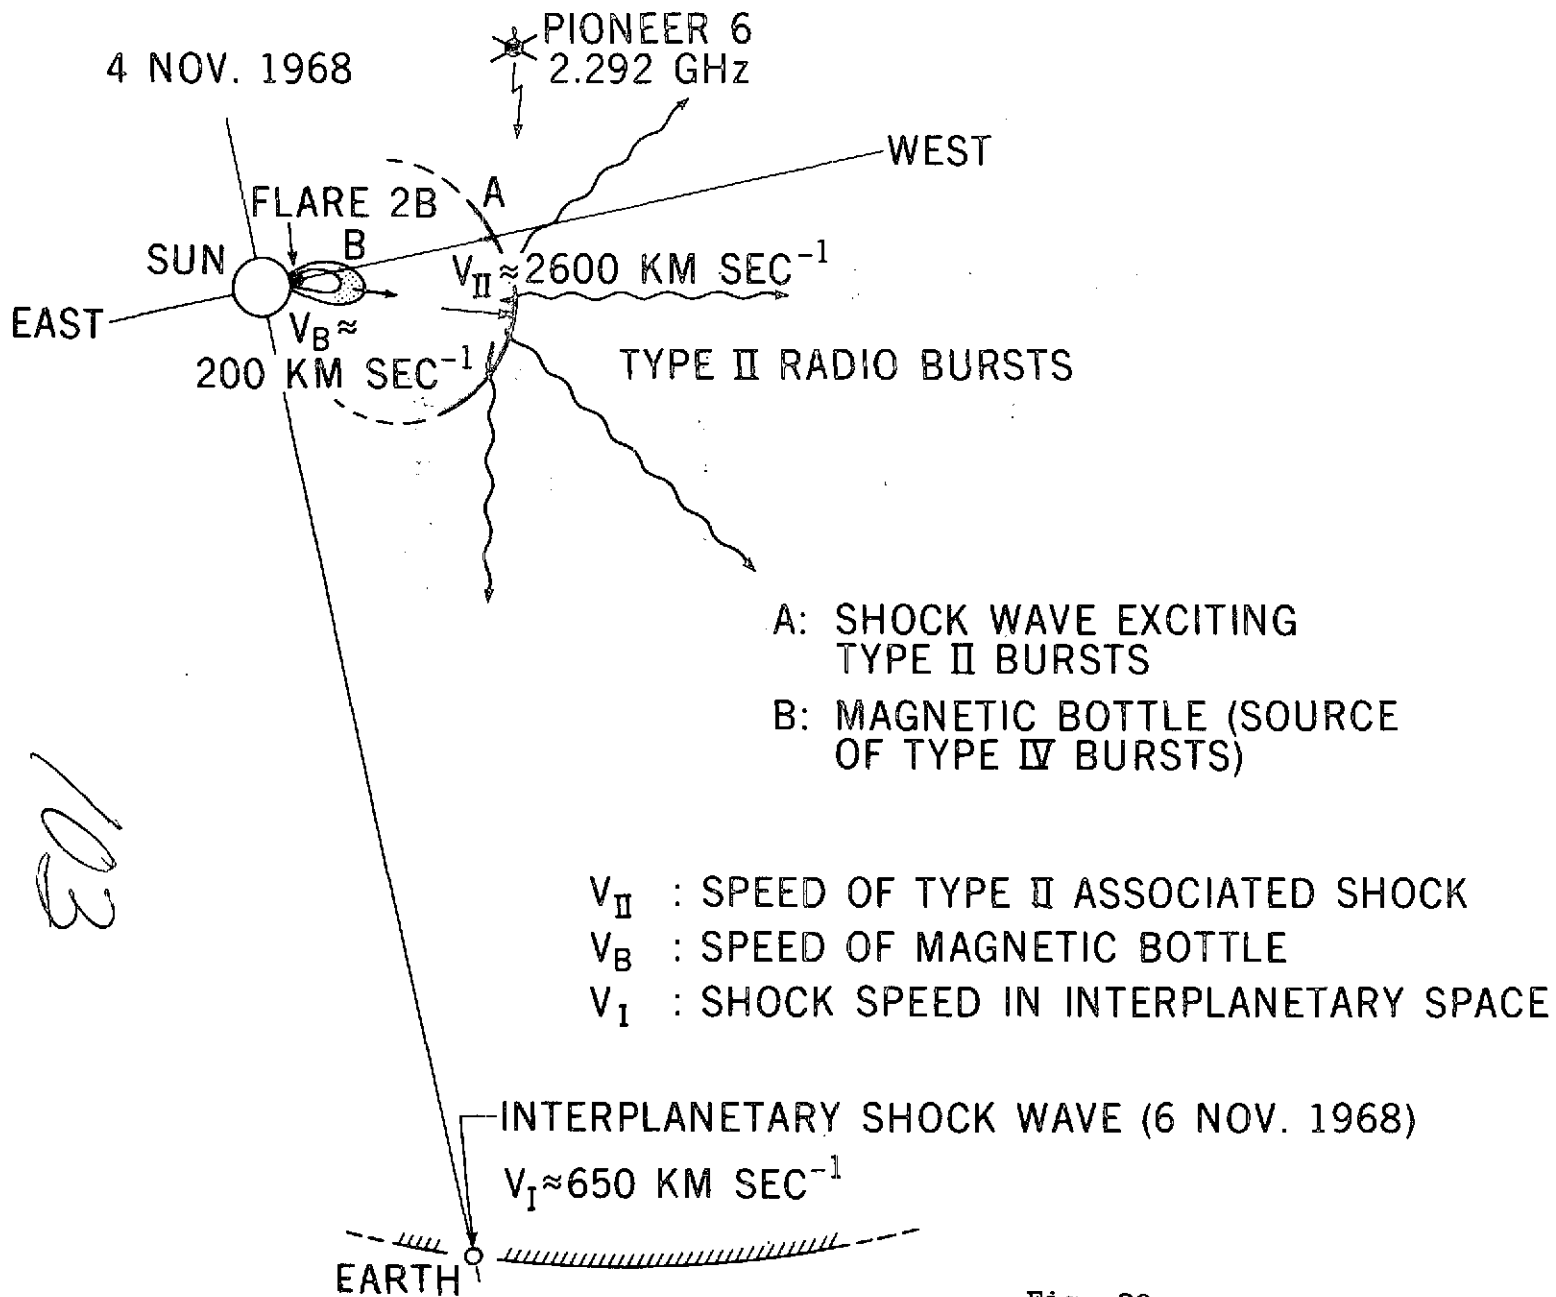 PIONEER 6
2.292 GHz
4 NOV. 1968
WEST
A
FLARE 2B
B
SUN
V_II ≈ 2600 KM SEC⁻¹
EAST
V_B ≈
200 KM SEC⁻¹
TYPE II RADIO BURSTS
A: SHOCK WAVE EXCITING
TYPE II BURSTS
B: MAGNETIC BOTTLE (SOURCE
OF TYPE IV BURSTS)
103
V_II : SPEED OF TYPE II ASSOCIATED SHOCK
V_B : SPEED OF MAGNETIC BOTTLE
V_I : SHOCK SPEED IN INTERPLANETARY SPACE
INTERPLANETARY SHOCK WAVE (6 NOV. 1968)
V_I ≈ 650 KM SEC⁻¹
EARTH